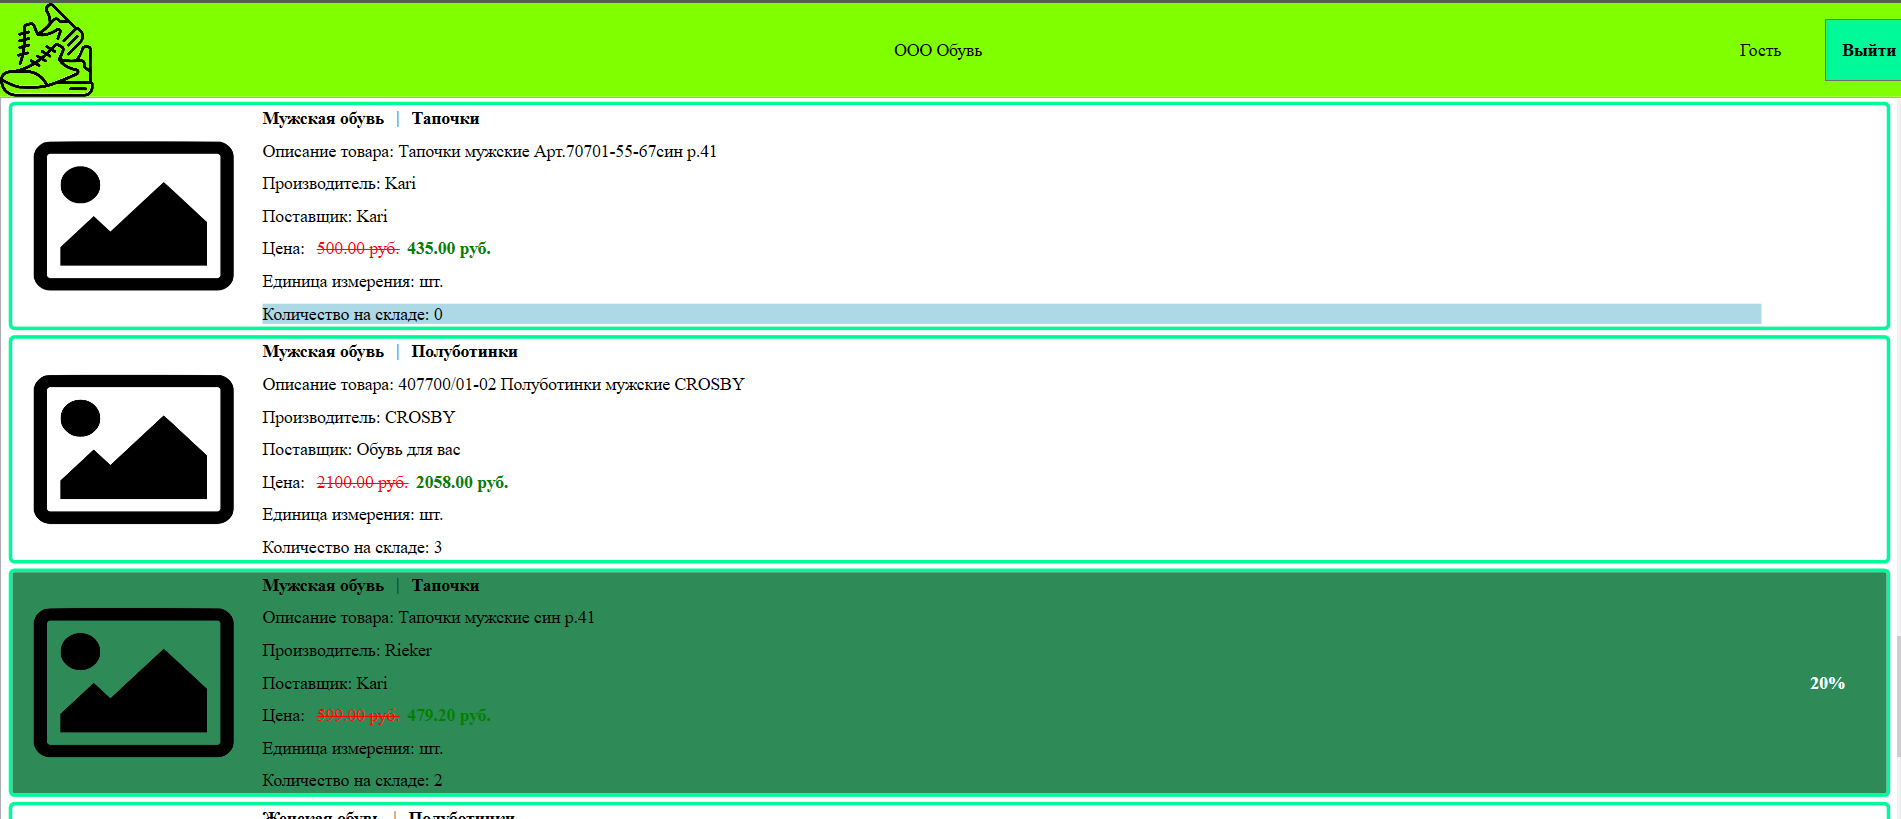 ООО Обувь
Гость
Выйти
Мужская обувь | Тапочки
Описание товара: Тапочки мужские Арт.70701-55-67син р.41
Производитель: Kari
Поставщик: Kari
Цена: 500.00 руб. 435.00 руб.
Единица измерения: шт.
Количество на складе: 0
Мужская обувь | Полуботинки
Описание товара: 407700/01-02 Полуботинки мужские CROSBY
Производитель: CROSBY
Поставщик: Обувь для вас
Цена: 2100.00 руб. 2058.00 руб.
Единица измерения: шт.
Количество на складе: 3
Мужская обувь | Тапочки
Описание товара: Тапочки мужские син р.41
Производитель: Rieker
Поставщик: Kari
20%
Цена: 599.00 руб. 479.20 руб.
Единица измерения: шт.
Количество на складе: 2
Женская обувь | Полуботинки